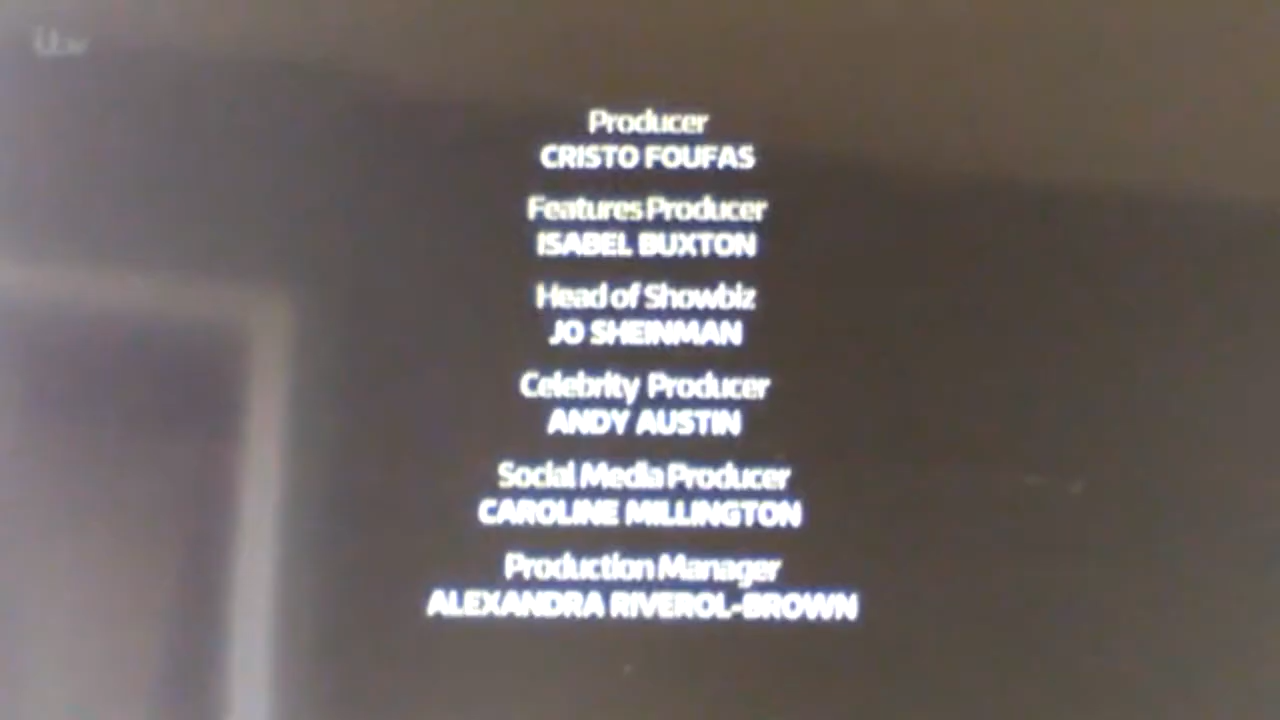 itv
Producer
CRISTO FOUFAS
Features Producer
ISABEL BUXTON
Head of Showbiz
JO SHEINMAN
Celebrity Producer
ANDY AUSTIN
Social Media Producer
CAROLINE MILLINGTON
Production Manager
ALEXANDRA RIVEROL-BROWN